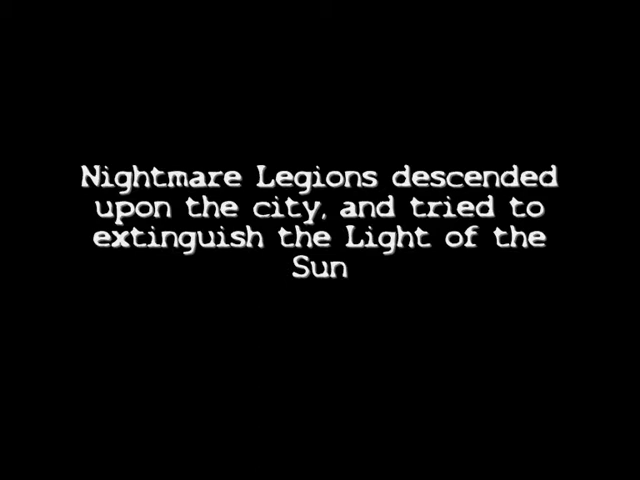 Nightmare Legions descended
upon the city, and tried to
extinguish the Light of the
Sun